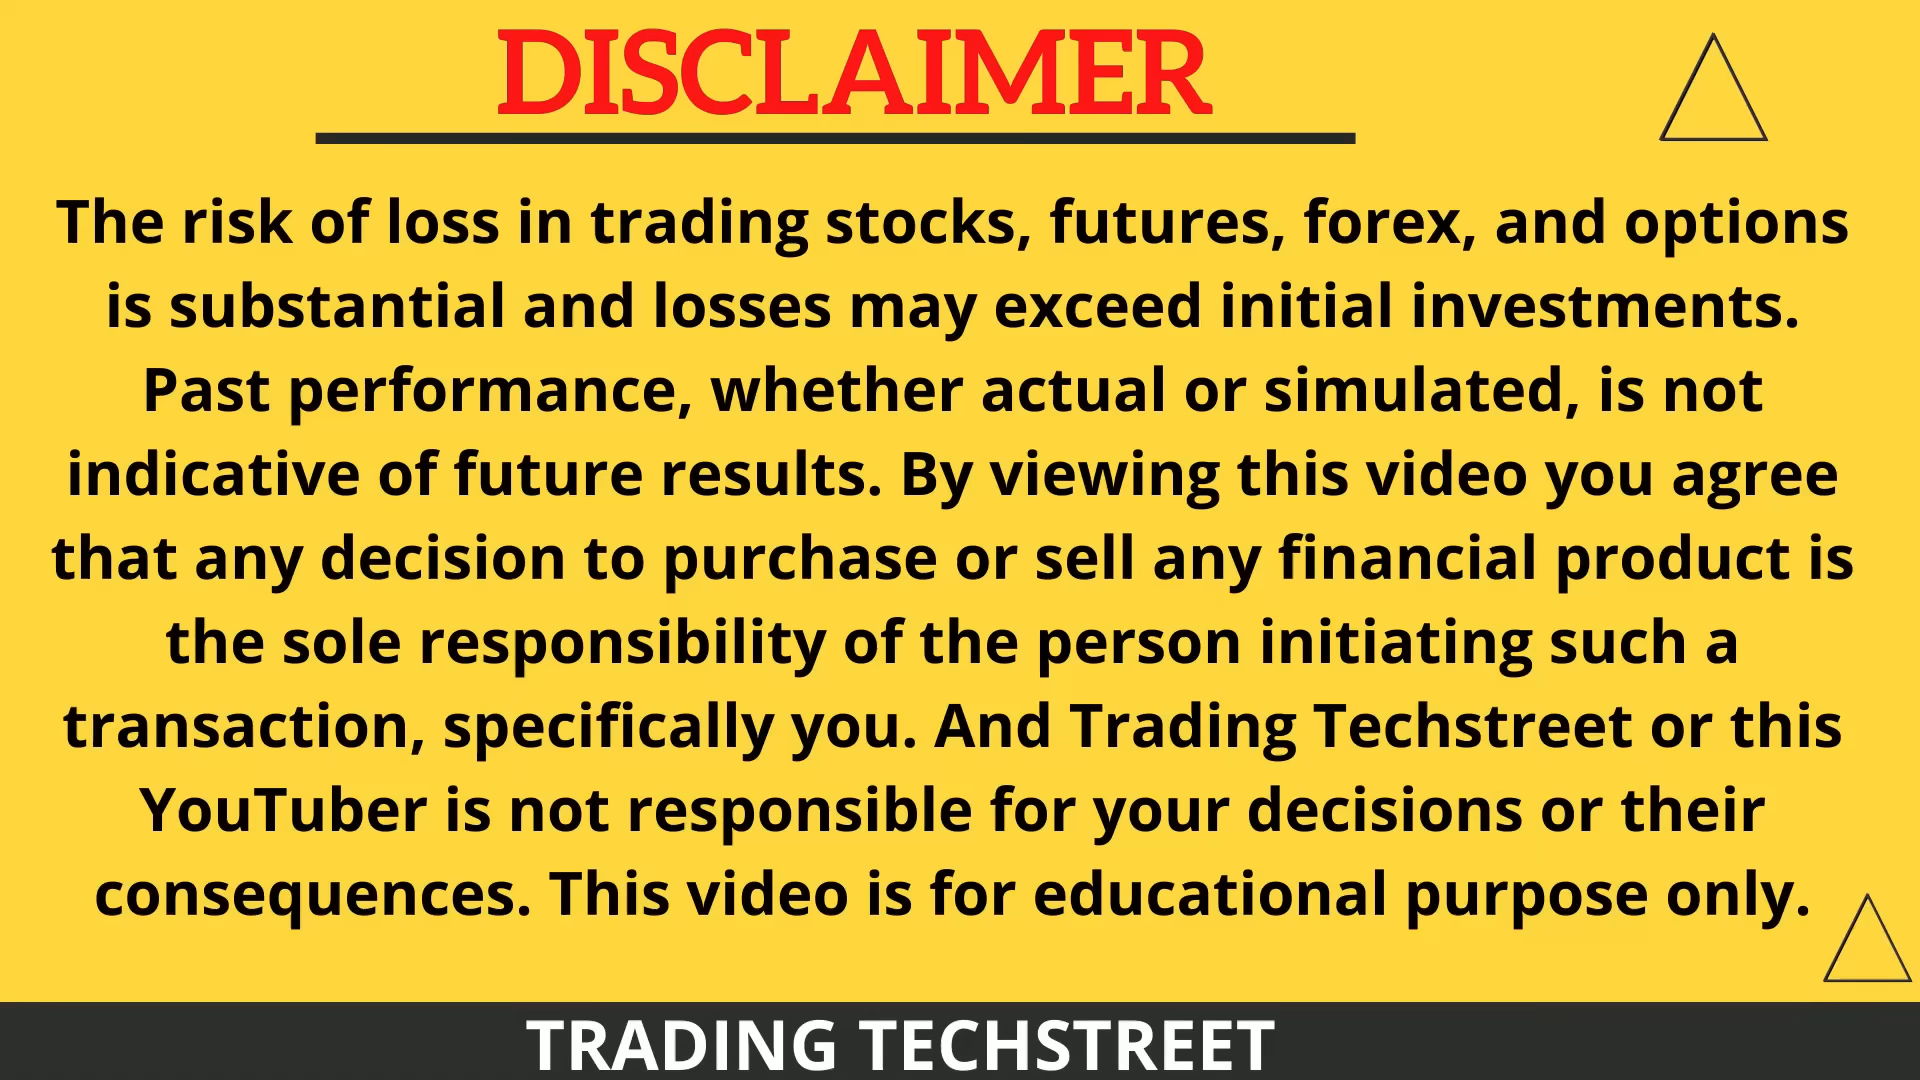 DISCLAIMER
The risk of loss in trading stocks, futures, forex, and options
is substantial and losses may exceed initial investments.
Past performance, whether actual or simulated, is not
indicative of future results. By viewing this video you agree
that any decision to purchase or sell any financial product is
the sole responsibility of the person initiating such a
transaction, specifically you. And Trading Techstreet or this
YouTuber is not responsible for your decisions or their
consequences. This video is for educational purpose only.
TRADING TECHSTREET